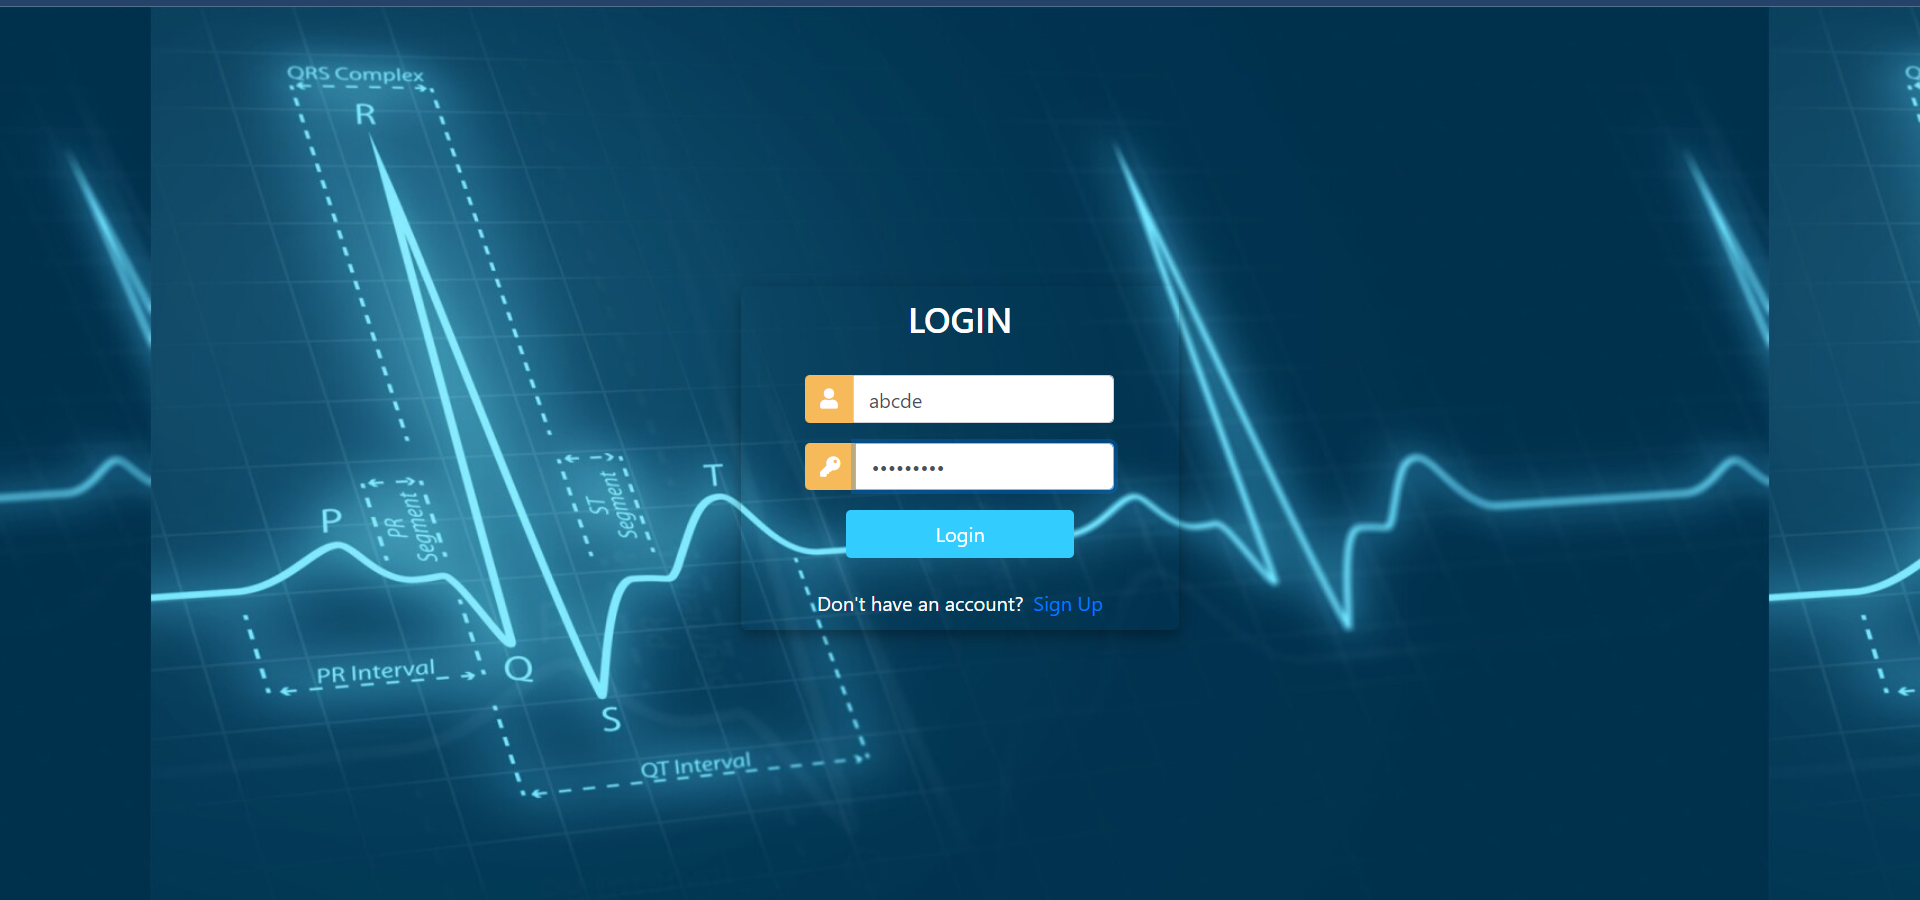 QRS Complex
R
P
PR
Segment
ST
Segment
T
PR Interval
Q
S
QT Interval
LOGIN
abcde
•••••••••
Login
Don't have an account? Sign Up